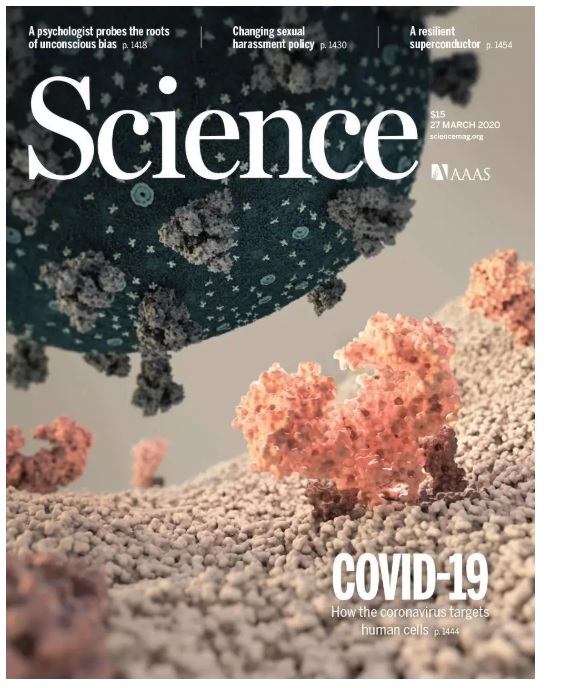 A psychologist probes the roots
of unconscious bias p. 1418
Changing sexual
harassment policy p. 1430
A resilient
superconductor p. 1454
Science
$15
27 MARCH 2020
sciencemag.org
AAAS
COVID-19
How the coronavirus targets
human cells p. 1444